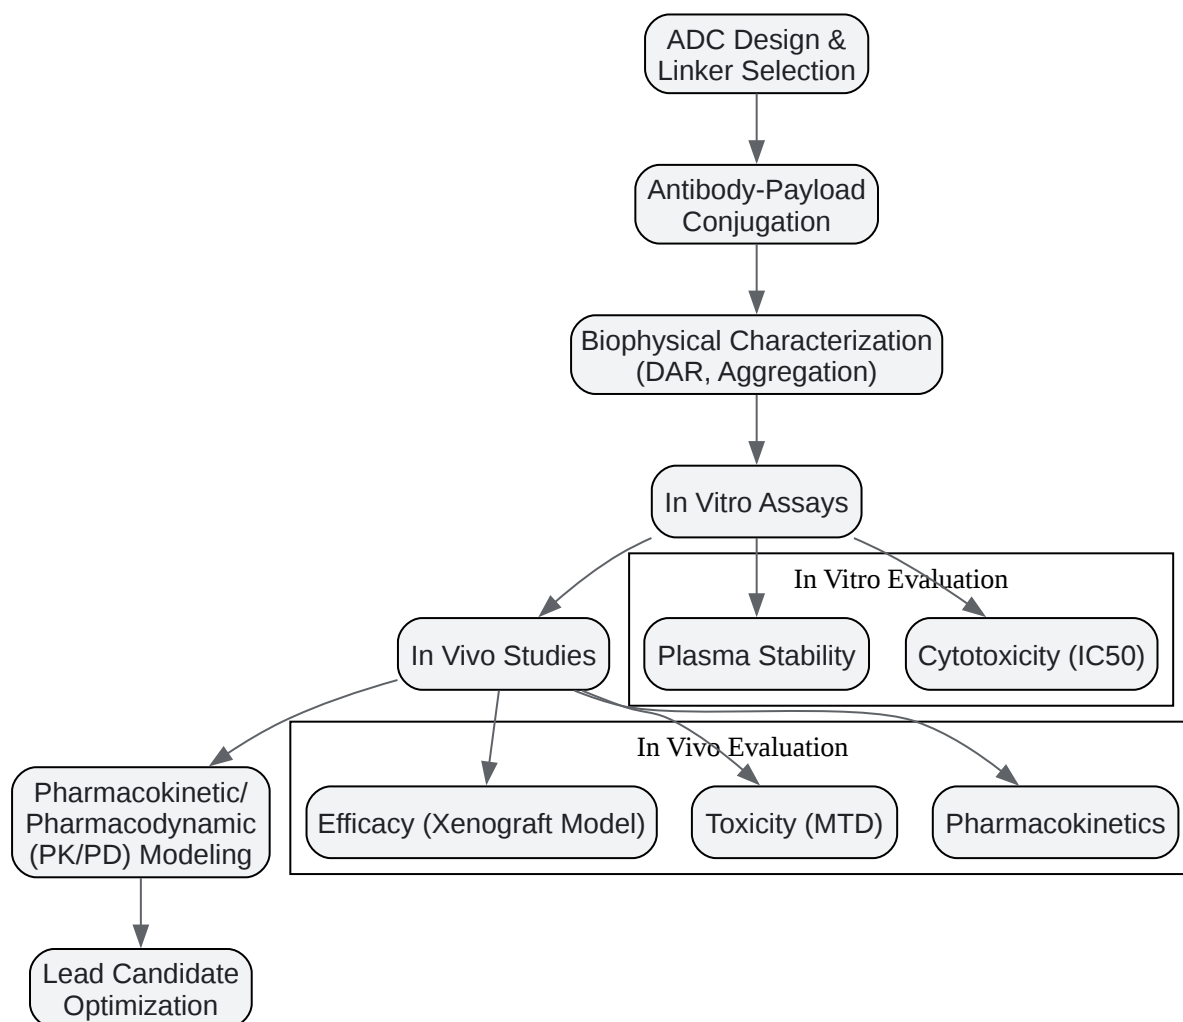 ADC Design &
Linker Selection
Antibody-Payload
Conjugation
Biophysical Characterization
(DAR, Aggregation)
In Vitro Assays
In Vitro Evaluation
In Vivo Studies
Plasma Stability
Cytotoxicity (IC50)
In Vivo Evaluation
Pharmacokinetic/
Pharmacodynamic
(PK/PD) Modeling
Efficacy (Xenograft Model)
Toxicity (MTD)
Pharmacokinetics
Lead Candidate
Optimization